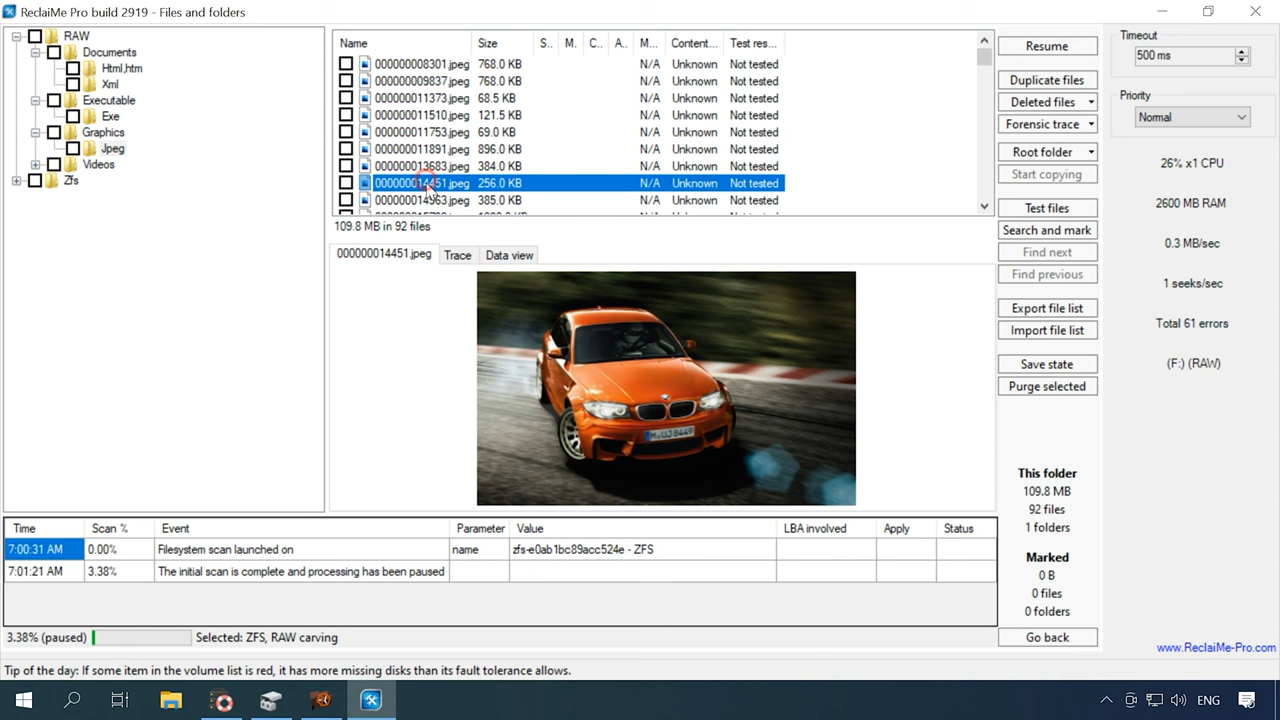 ReclaiMe Pro build 2919 - Files and folders
RAW
Documents
Html,htm
Xml
Executable
Exe
Graphics
Jpeg
Videos
Zfs
Name Size S.. M. C.. A.. M... Content... Test res...
000000008301.jpeg 768.0 KB N/A Unknown Not tested
000000009837.jpeg 768.0 KB N/A Unknown Not tested
000000011373.jpeg 68.5 KB N/A Unknown Not tested
000000011510.jpeg 121.5 KB N/A Unknown Not tested
000000011753.jpeg 69.0 KB N/A Unknown Not tested
000000011891.jpeg 896.0 KB N/A Unknown Not tested
000000013683.jpeg 384.0 KB N/A Unknown Not tested
000000014451.jpeg 256.0 KB N/A Unknown Not tested
000000014963.jpeg 385.0 KB N/A Unknown Not tested
109.8 MB in 92 files
000000014451.jpeg Trace Data view
Resume
Duplicate files
Deleted files
Forensic trace
Root folder
Start copying
Test files
Search and mark
Find next
Find previous
Export file list
Import file list
Save state
Purge selected
This folder
109.8 MB
92 files
1 folders
Marked
0 B
0 files
0 folders
Go back
Timeout
500 ms
Priority
Normal
26% x1 CPU
2600 MB RAM
0.3 MB/sec
1 seeks/sec
Total 61 errors
(F:) (RAW)
Time Scan % Event Parameter Value LBA involved Apply Status
7:00:31 AM 0.00% Filesystem scan launched on name zfs-e0ab1bc89acc524e - ZFS
7:01:21 AM 3.38% The initial scan is complete and processing has been paused
3.38% (paused) Selected: ZFS, RAW carving
www.ReclaiMe-Pro.com
Tip of the day: If some item in the volume list is red, it has more missing disks than its fault tolerance allows.
ENG